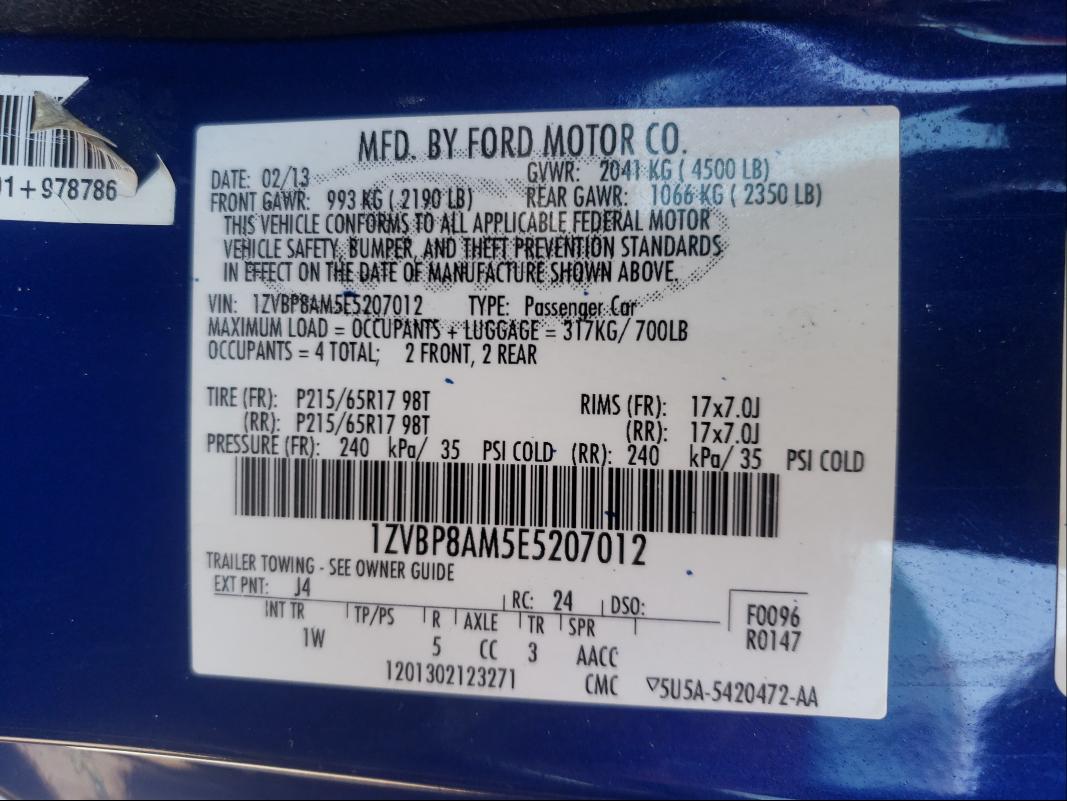 01+978786
MFD. BY FORD MOTOR CO.
DATE: 02/13 GVWR: 2041 KG ( 4500 LB)
FRONT GAWR: 993 KG ( 2190 LB) REAR GAWR: 1066 KG ( 2350 LB)
THIS VEHICLE CONFORMS TO ALL APPLICABLE FEDERAL MOTOR
VEHICLE SAFETY, BUMPER, AND THEFT PREVENTION STANDARDS
IN EFFECT ON THE DATE OF MANUFACTURE SHOWN ABOVE.
VIN: 1ZVBP8AM5E5207012 TYPE: Passenger Car
MAXIMUM LOAD = OCCUPANTS + LUGGAGE = 317KG/ 700LB
OCCUPANTS = 4 TOTAL; 2 FRONT, 2 REAR
TIRE (FR): P215/65R17 98T RIMS (FR): 17x7.0J
(RR): P215/65R17 98T (RR): 17x7.0J
PRESSURE (FR): 240 kPa/ 35 PSI COLD (RR): 240 kPa/ 35 PSI COLD
1ZVBP8AM5E5207012
TRAILER TOWING - SEE OWNER GUIDE
EXT PNT: J4 RC: 24 DSO: F0096
INT TR TP/PS R AXLE TR SPR R0147
1W 5 CC 3 AACC
1201302123271 CMC 5U5A-5420472-AA